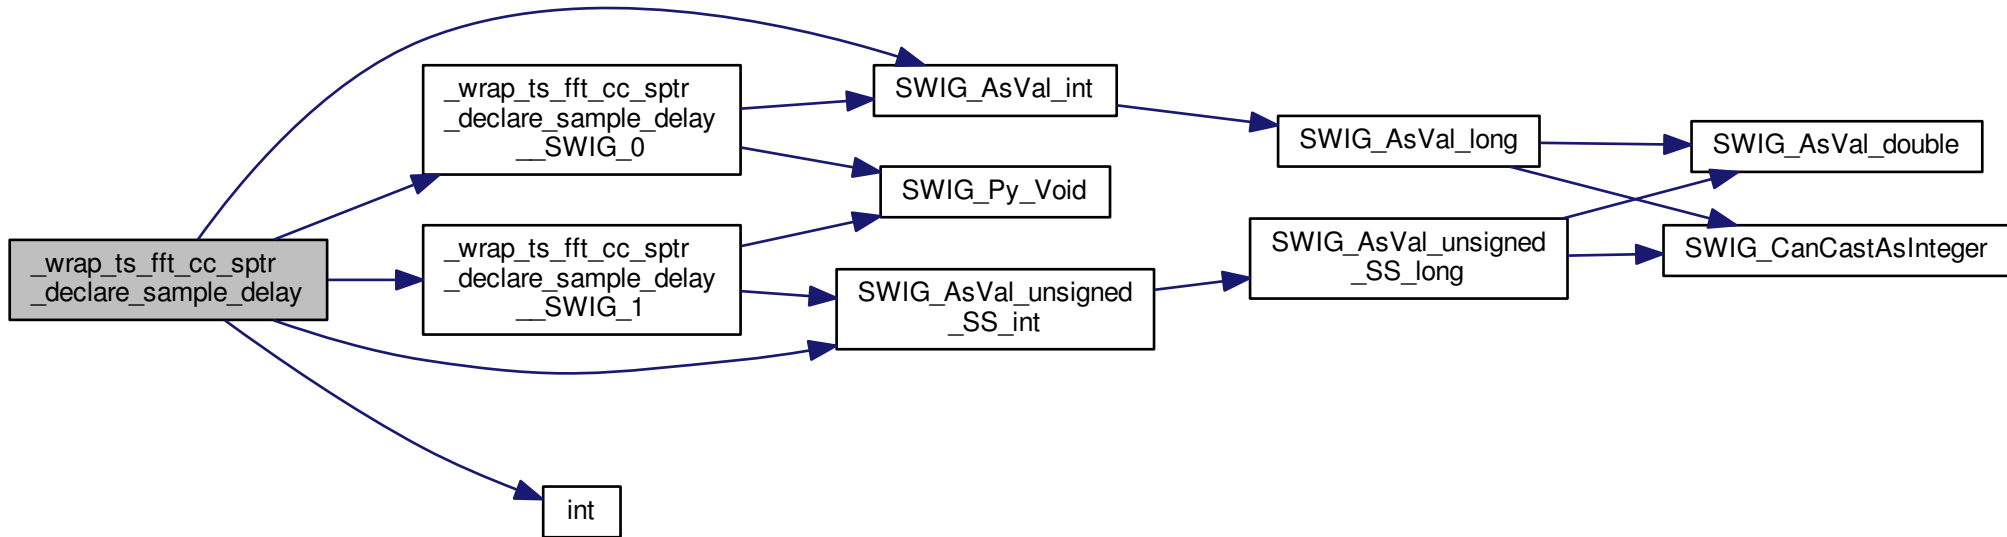 _wrap_ts_fft_cc_sptr
_declare_sample_delay
_wrap_ts_fft_cc_sptr
_declare_sample_delay
__SWIG_0
_wrap_ts_fft_cc_sptr
_declare_sample_delay
__SWIG_1
int
SWIG_AsVal_int
SWIG_Py_Void
SWIG_AsVal_unsigned
_SS_int
SWIG_AsVal_long
SWIG_AsVal_unsigned
_SS_long
SWIG_AsVal_double
SWIG_CanCastAsInteger